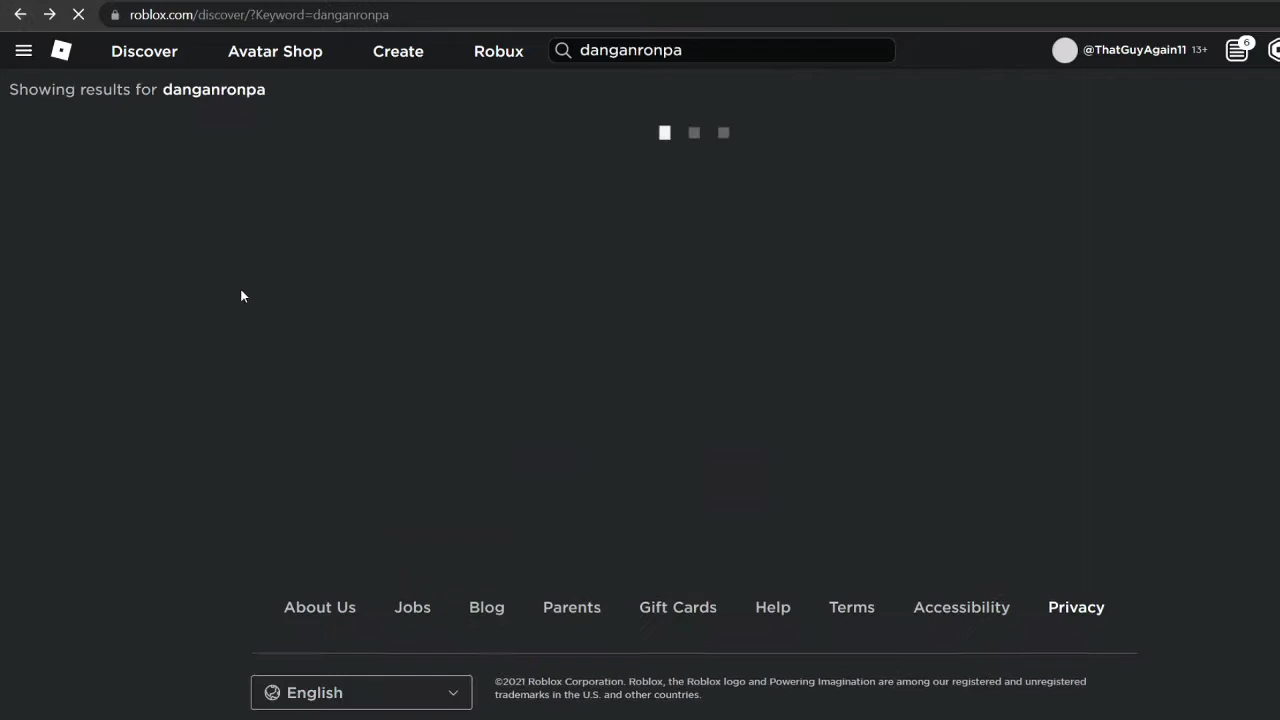 roblox.com/discover/?Keyword=danganronpa
Discover Avatar Shop Create Robux danganronpa @ThatGuyAgain11 13+ 6
Showing results for danganronpa
About Us Jobs Blog Parents Gift Cards Help Terms Accessibility Privacy
English
©2021 Roblox Corporation. Roblox, the Roblox logo and Powering Imagination are among our registered and unregistered
trademarks in the U.S. and other countries.